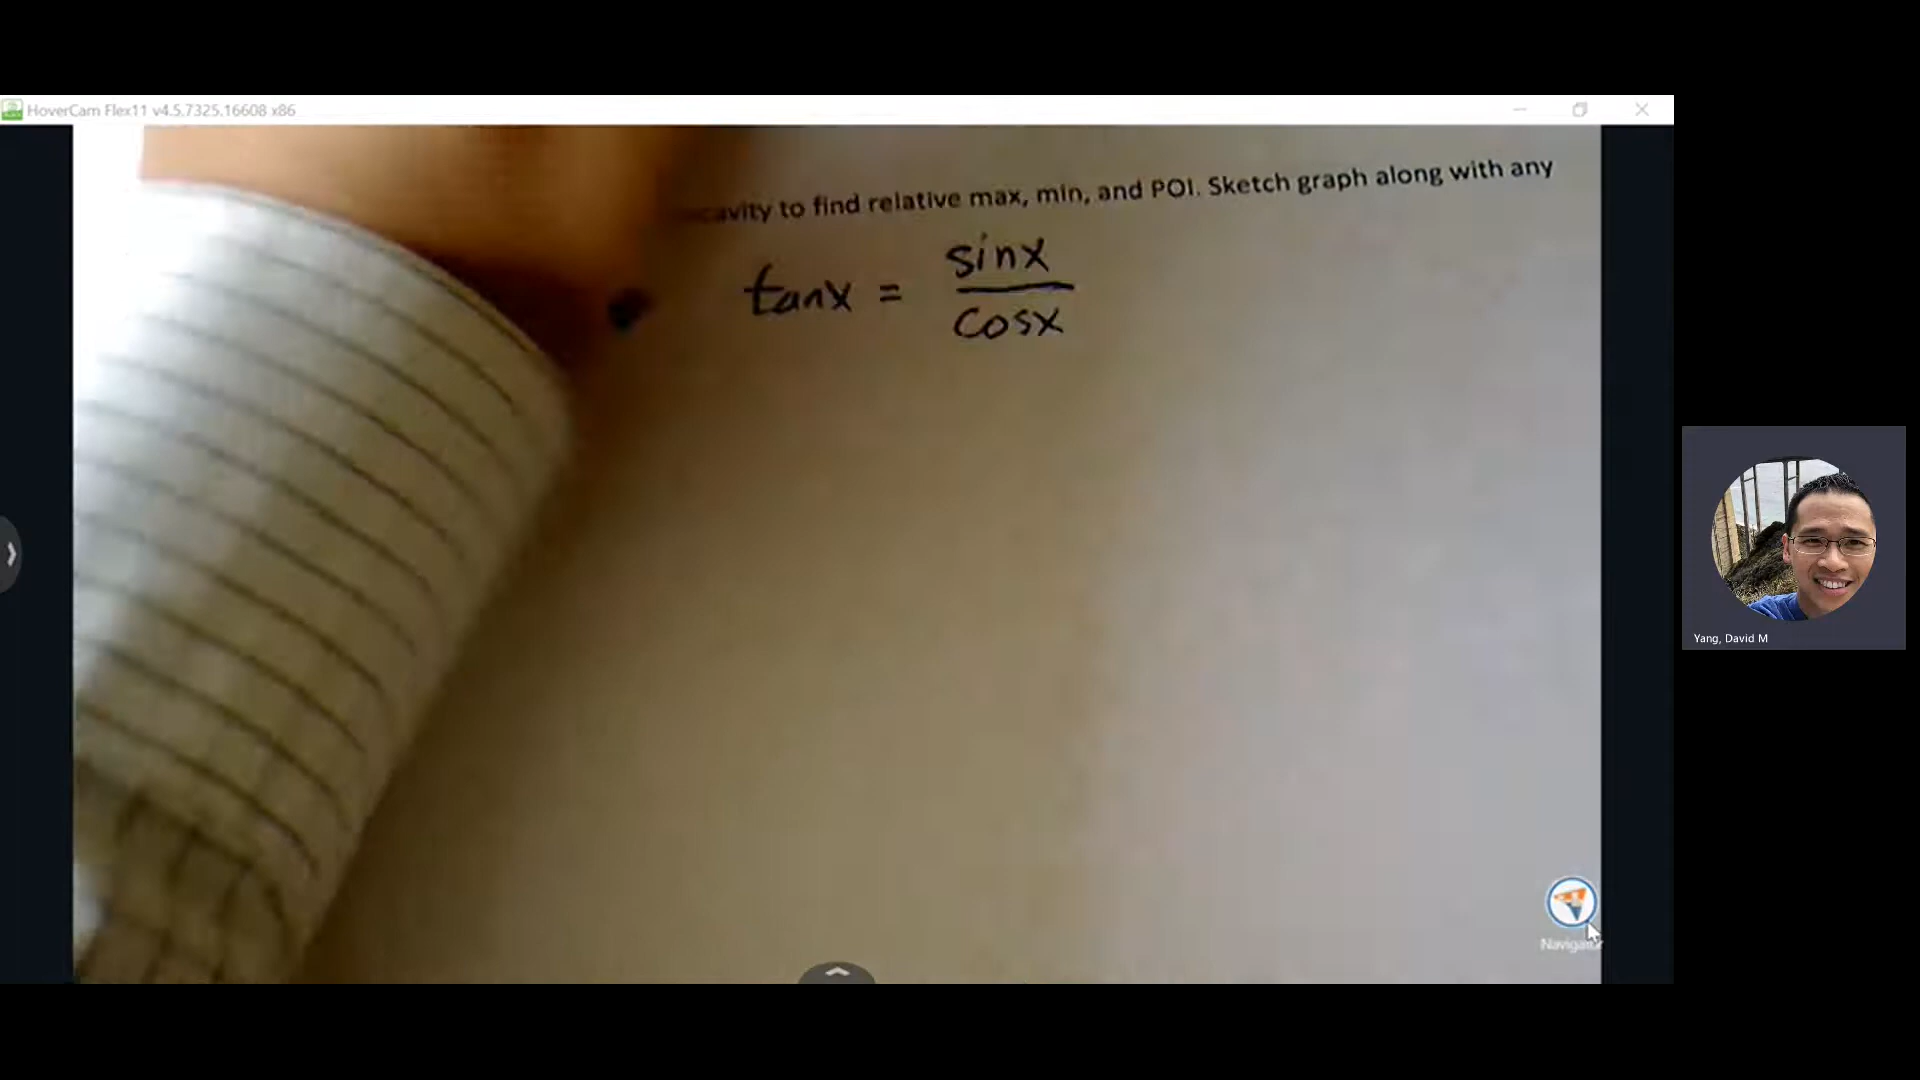 HoverCam Flex11 v4.5.7325.16608 x86
to find relative max, min, and POI. Sketch graph along with any
tanx = sinx / cosx
Yang, David M